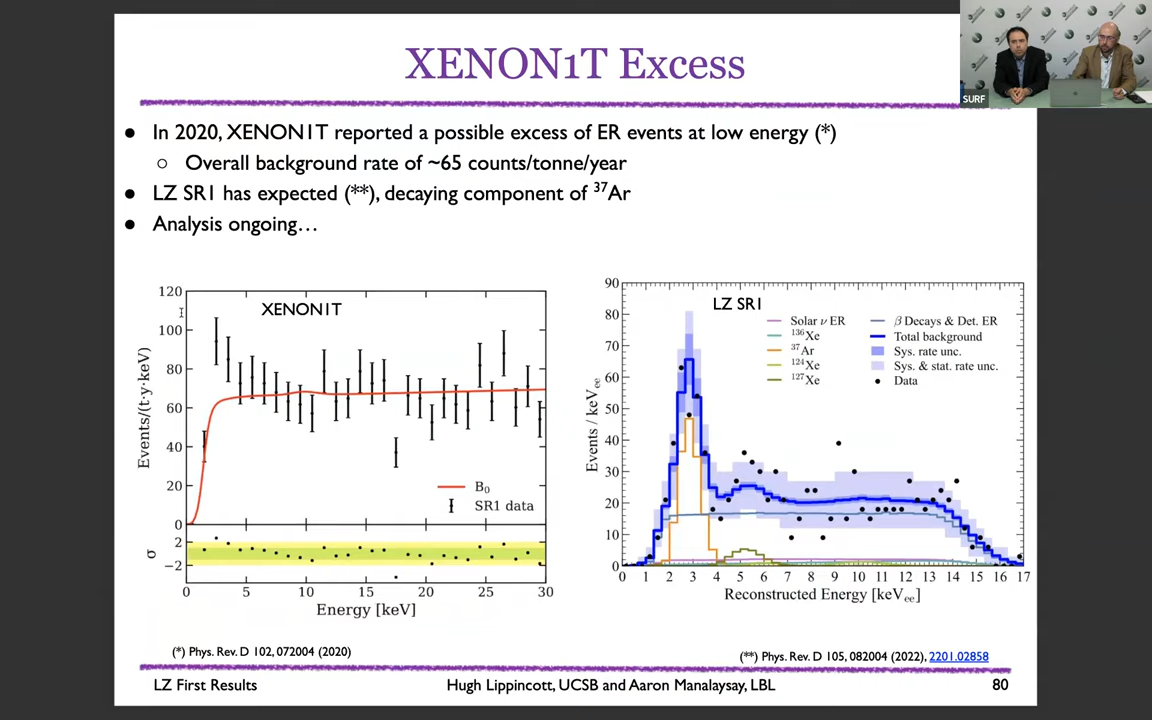 XENON1T Excess
SURF
● In 2020, XENON1T reported a possible excess of ER events at low energy (*)
○ Overall background rate of ~65 counts/tonne/year
● LZ SR1 has expected (**), decaying component of ³⁷Ar
● Analysis ongoing…
XENON1T
120
100
80
60
40
20
0
Events/(t·y·keV)
B₀
SR1 data
σ
2
−2
0 5 10 15 20 25 30
Energy [keV]
LZ SR1
90
80
70
60
50
40
30
20
10
0
Events / keVₑₑ
Solar ν ER
¹³⁶Xe
³⁷Ar
¹²⁴Xe
¹²⁷Xe
β Decays & Det. ER
Total background
Sys. rate unc.
Sys. & stat. rate unc.
Data
0 1 2 3 4 5 6 7 8 9 10 11 12 13 14 15 16 17
Reconstructed Energy [keVₑₑ]
(*) Phys. Rev. D 102, 072004 (2020)
(**) Phys. Rev. D 105, 082004 (2022), 2201.02858
LZ First Results
Hugh Lippincott, UCSB and Aaron Manalaysay, LBL
80